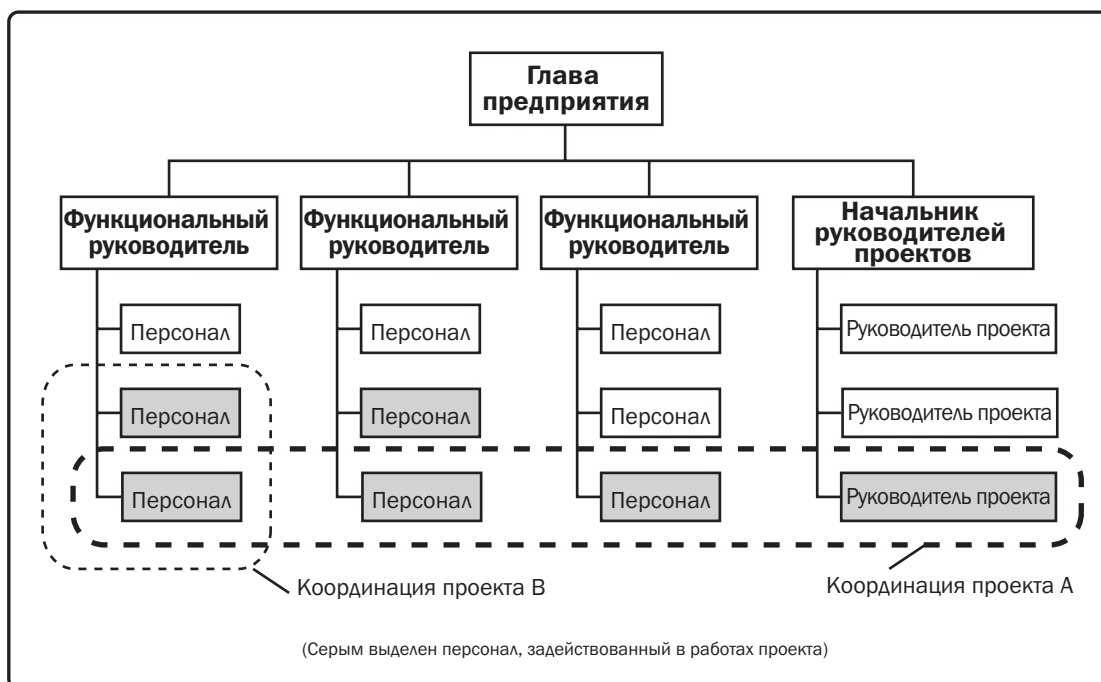 Глава
предприятия
Функциональный
руководитель
Функциональный
руководитель
Функциональный
руководитель
Начальник
руководителей
проектов
Персонал
Персонал
Персонал
Руководитель проекта
Персонал
Персонал
Персонал
Руководитель проекта
Персонал
Персонал
Персонал
Руководитель проекта
Координация проекта B
Координация проекта A
(Серым выделен персонал, задействованный в работах проекта)